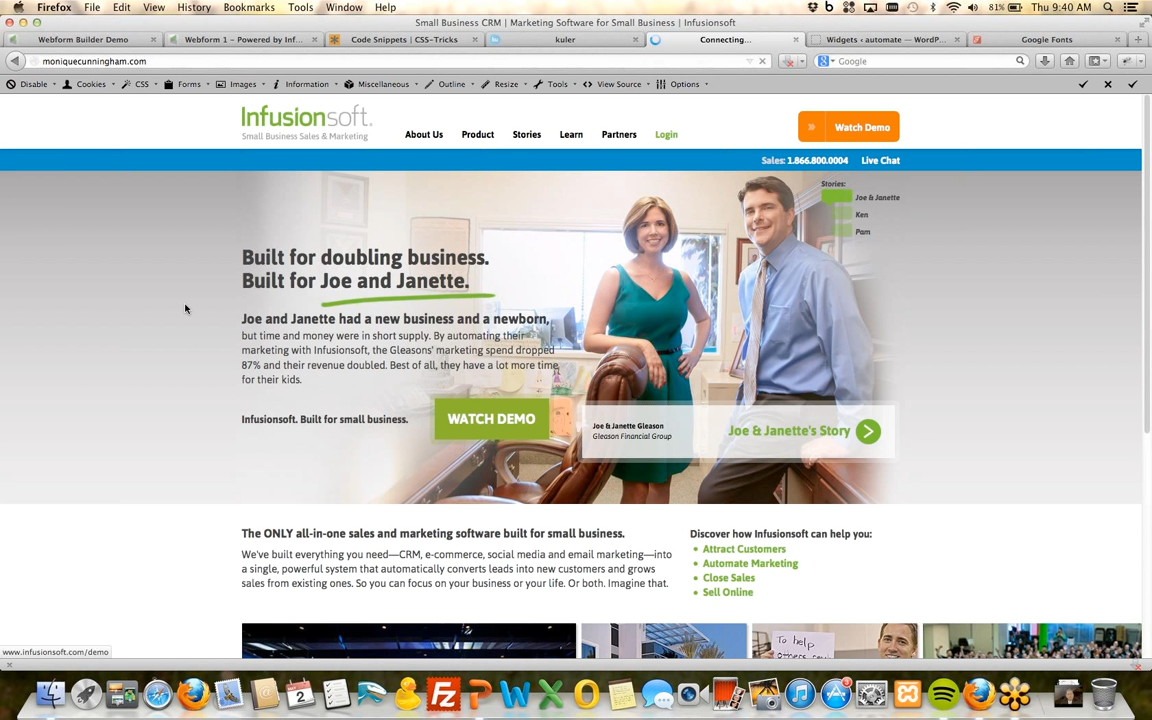 Firefox File Edit View History Bookmarks Tools Window Help 81% Thu 9:40 AM
Small Business CRM | Marketing Software for Small Business | Infusionsoft
Webform Builder Demo Webform 1 - Powered by Inf... Code Snippets | CSS-Tricks kuler Connecting... Widgets ‹ automate — WordP... Google Fonts
moniquecunningham.com Google
Disable Cookies CSS Forms Images Information Miscellaneous Outline Resize Tools View Source Options
Infusionsoft.
Small Business Sales & Marketing
About Us Product Stories Learn Partners Login
Watch Demo
Sales: 1.866.800.0004 Live Chat
Stories:
Joe & Janette
Ken
Pam
Built for doubling business.
Built for Joe and Janette.
Joe and Janette had a new business and a newborn,
but time and money were in short supply. By automating their
marketing with Infusionsoft, the Gleasons' marketing spend dropped
87% and their revenue doubled. Best of all, they have a lot more time
for their kids.
Infusionsoft. Built for small business.
WATCH DEMO
Joe & Janette Gleason
Gleason Financial Group
Joe & Janette's Story
The ONLY all-in-one sales and marketing software built for small business.
We've built everything you need—CRM, e-commerce, social media and email marketing—into
a single, powerful system that automatically converts leads into new customers and grows
sales from existing ones. So you can focus on your business or your life. Or both. Imagine that.
Discover how Infusionsoft can help you:
Attract Customers
Automate Marketing
Close Sales
Sell Online
To help
others
www.infusionsoft.com/demo